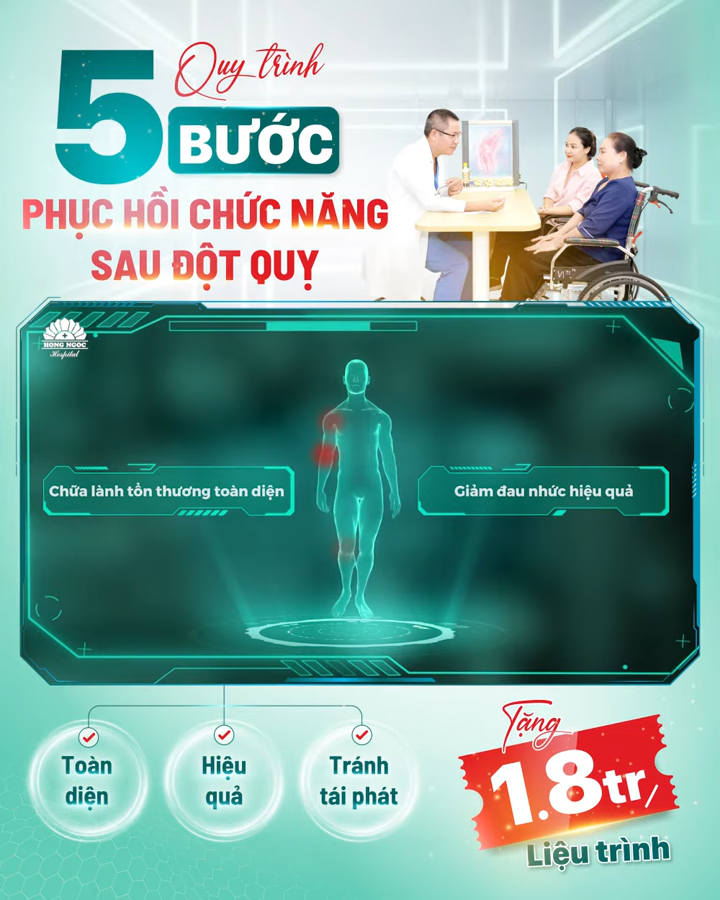 Quy trình
5 BƯỚC
PHỤC HỒI CHỨC NĂNG
SAU ĐỘT QUỴ
HONG NGOC
Hospital
Chữa lành tổn thương toàn diện
Giảm đau nhức hiệu quả
Toàn
diện
Hiệu
quả
Tránh
tái phát
Tặng
1.8tr/
Liệu trình